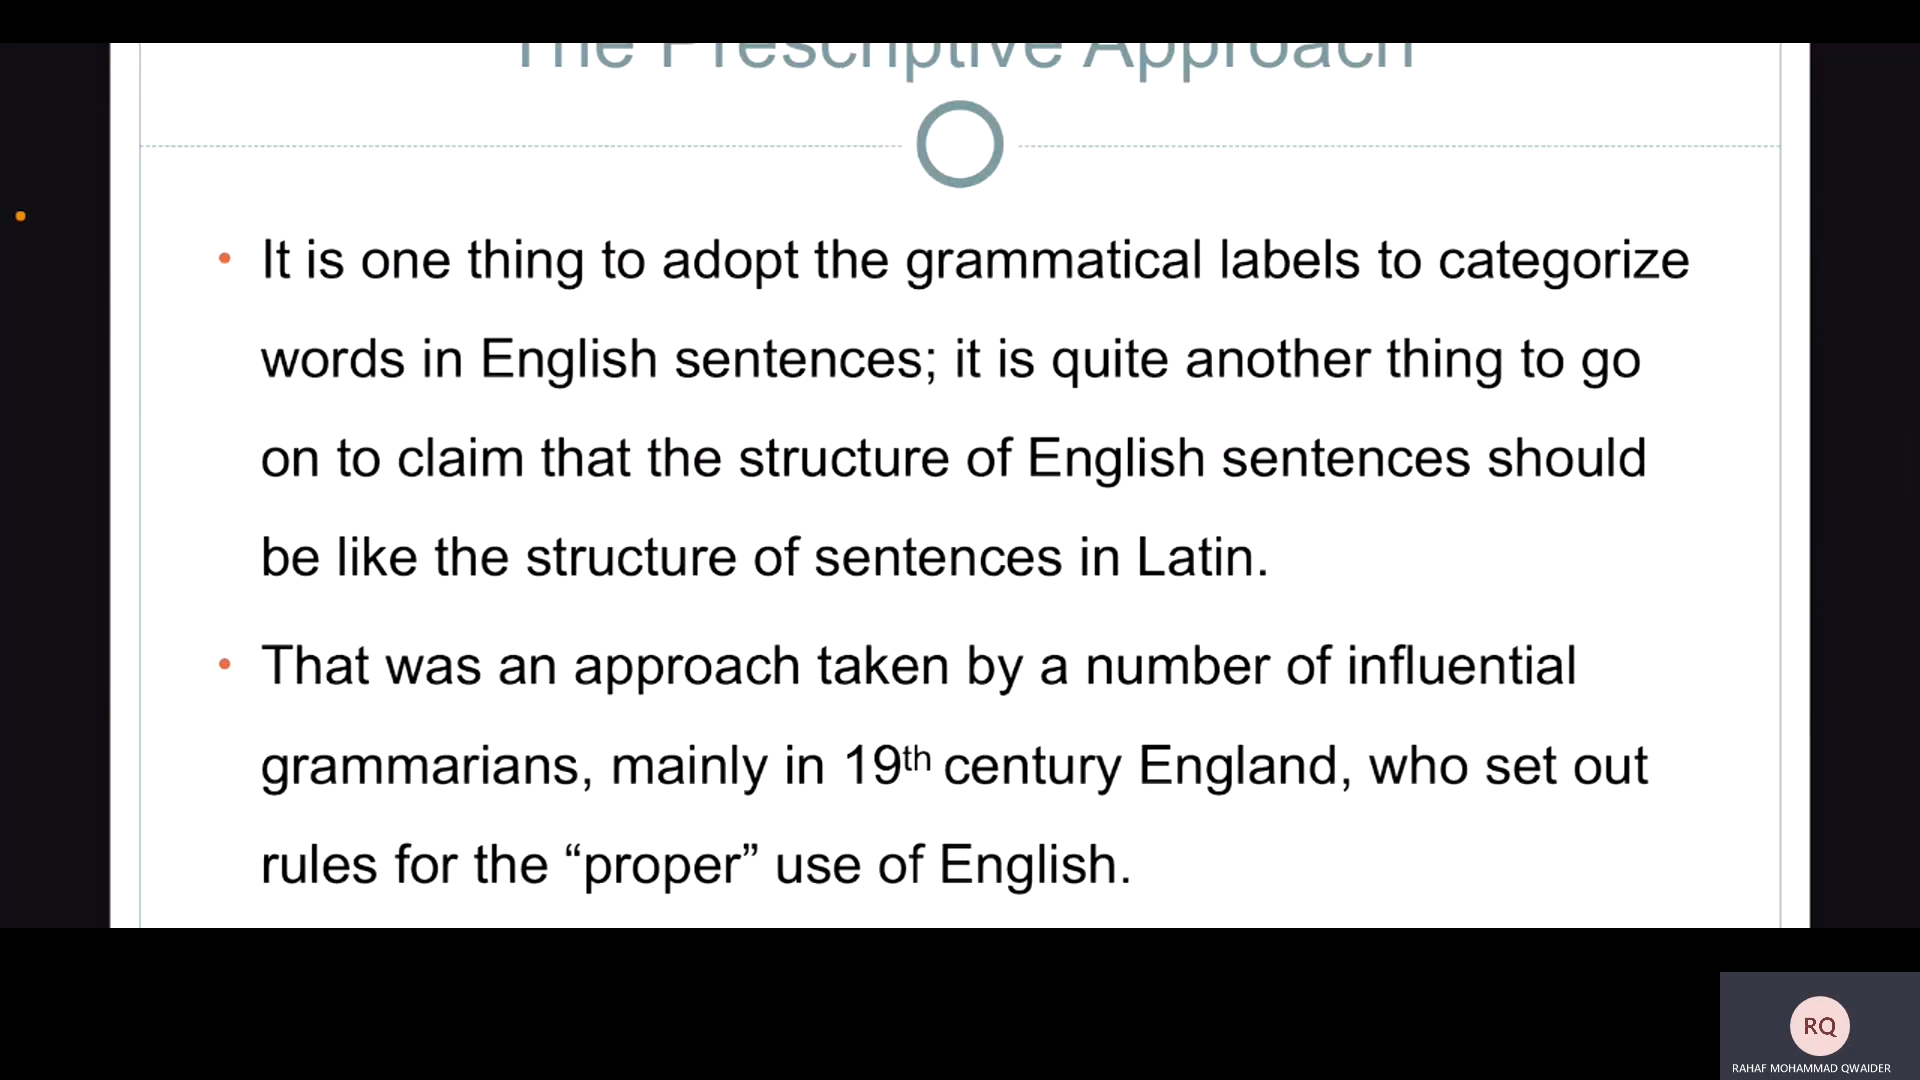 The Prescriptive Approach
• It is one thing to adopt the grammatical labels to categorize
words in English sentences; it is quite another thing to go
on to claim that the structure of English sentences should
be like the structure of sentences in Latin.
• That was an approach taken by a number of influential
grammarians, mainly in 19th century England, who set out
rules for the “proper” use of English.
RQ
RAHAF MOHAMMAD QWAIDER